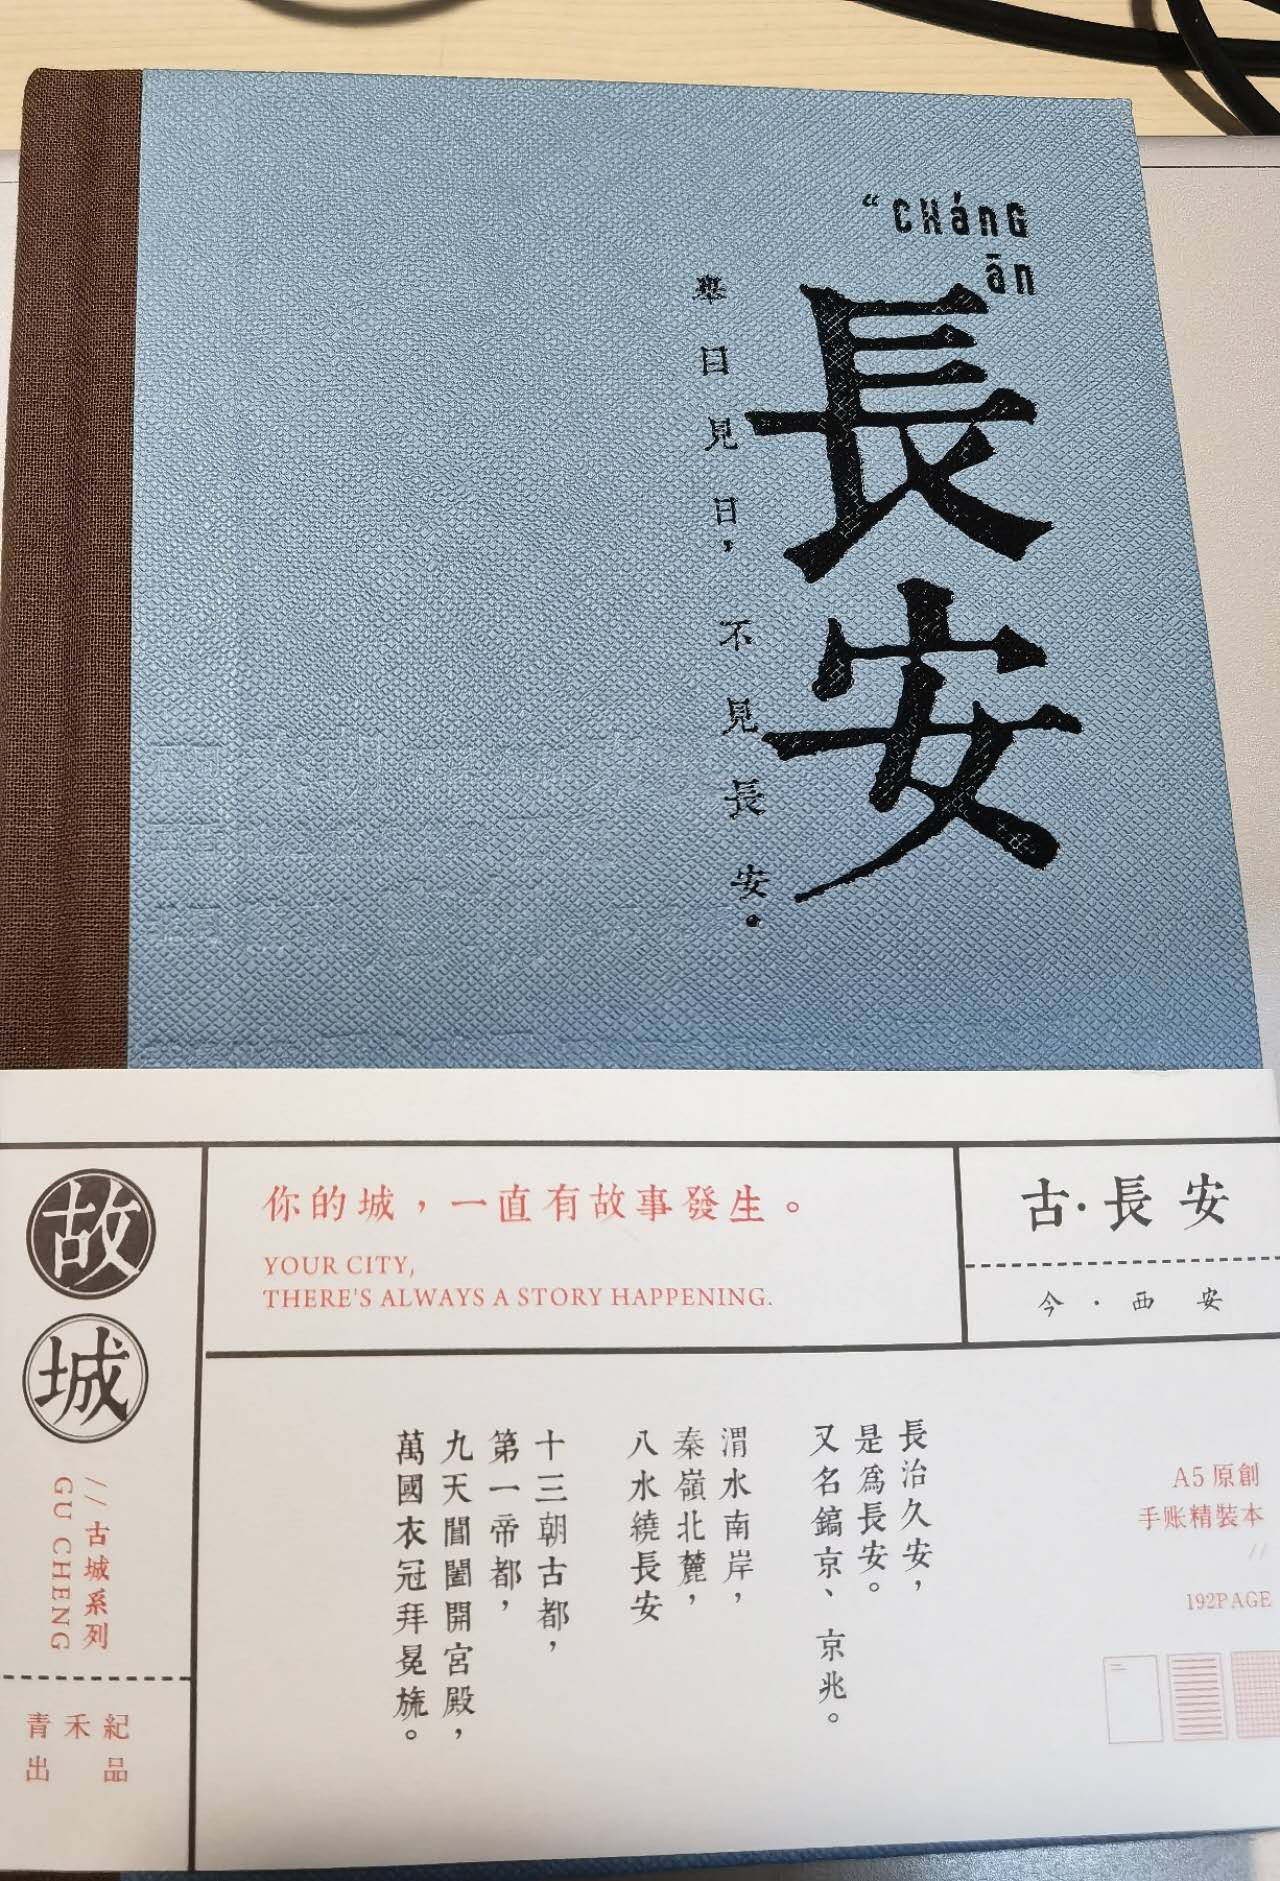 “CHáNG
ān
長安
舉目見日，不見長安。
故城
//古城系列
GU CHENG
青禾紀
出品
你的城，一直有故事發生。
YOUR CITY,
THERE'S ALWAYS A STORY HAPPENING.
古·長安
今·西安
長治久安，
是爲長安。
又名鎬京、京兆。
渭水南岸，
秦嶺北麓，
八水繞長安
十三朝古都，
第一帝都，
九天閶闔開宮殿，
萬國衣冠拜冕旒。
A5原創
手账精裝本
//
192PAGE